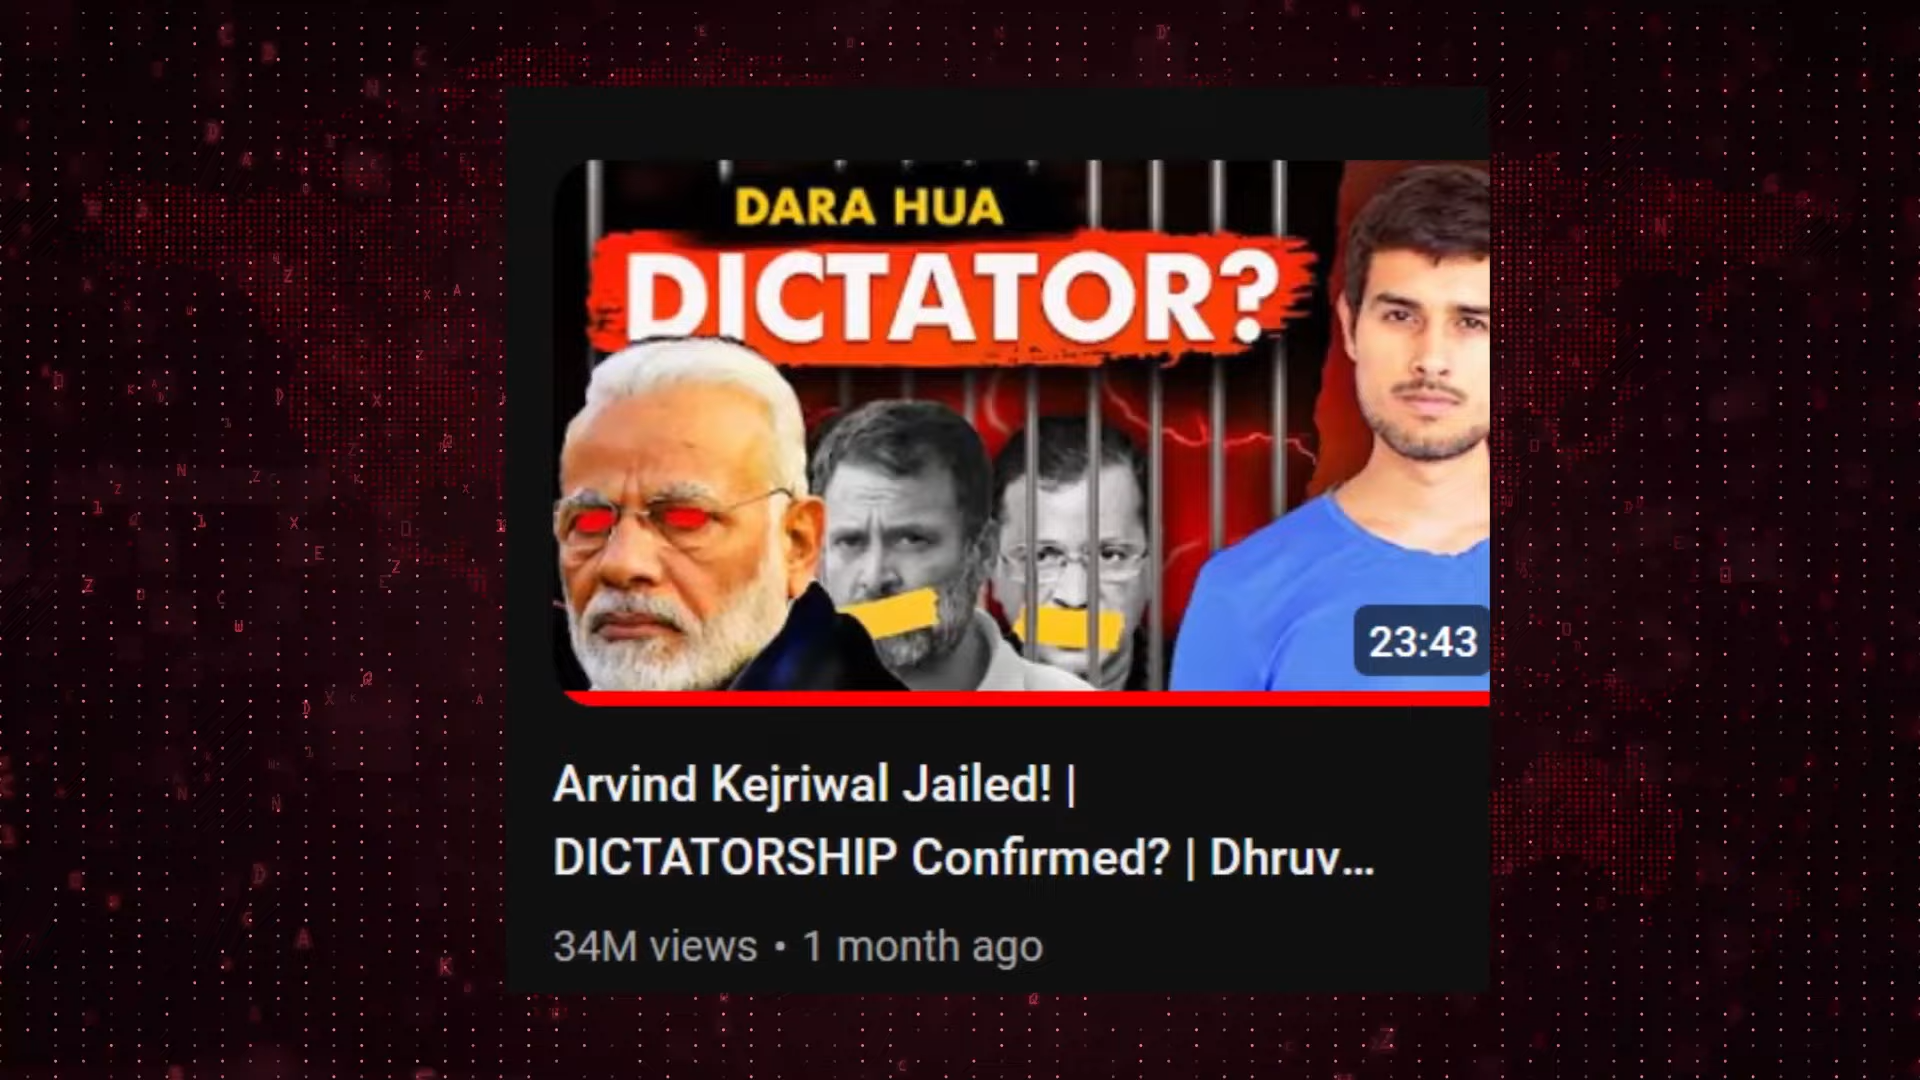 DARA HUA
DICTATOR?
23:43
Arvind Kejriwal Jailed! |
DICTATORSHIP Confirmed? | Dhruv...
34M views • 1 month ago